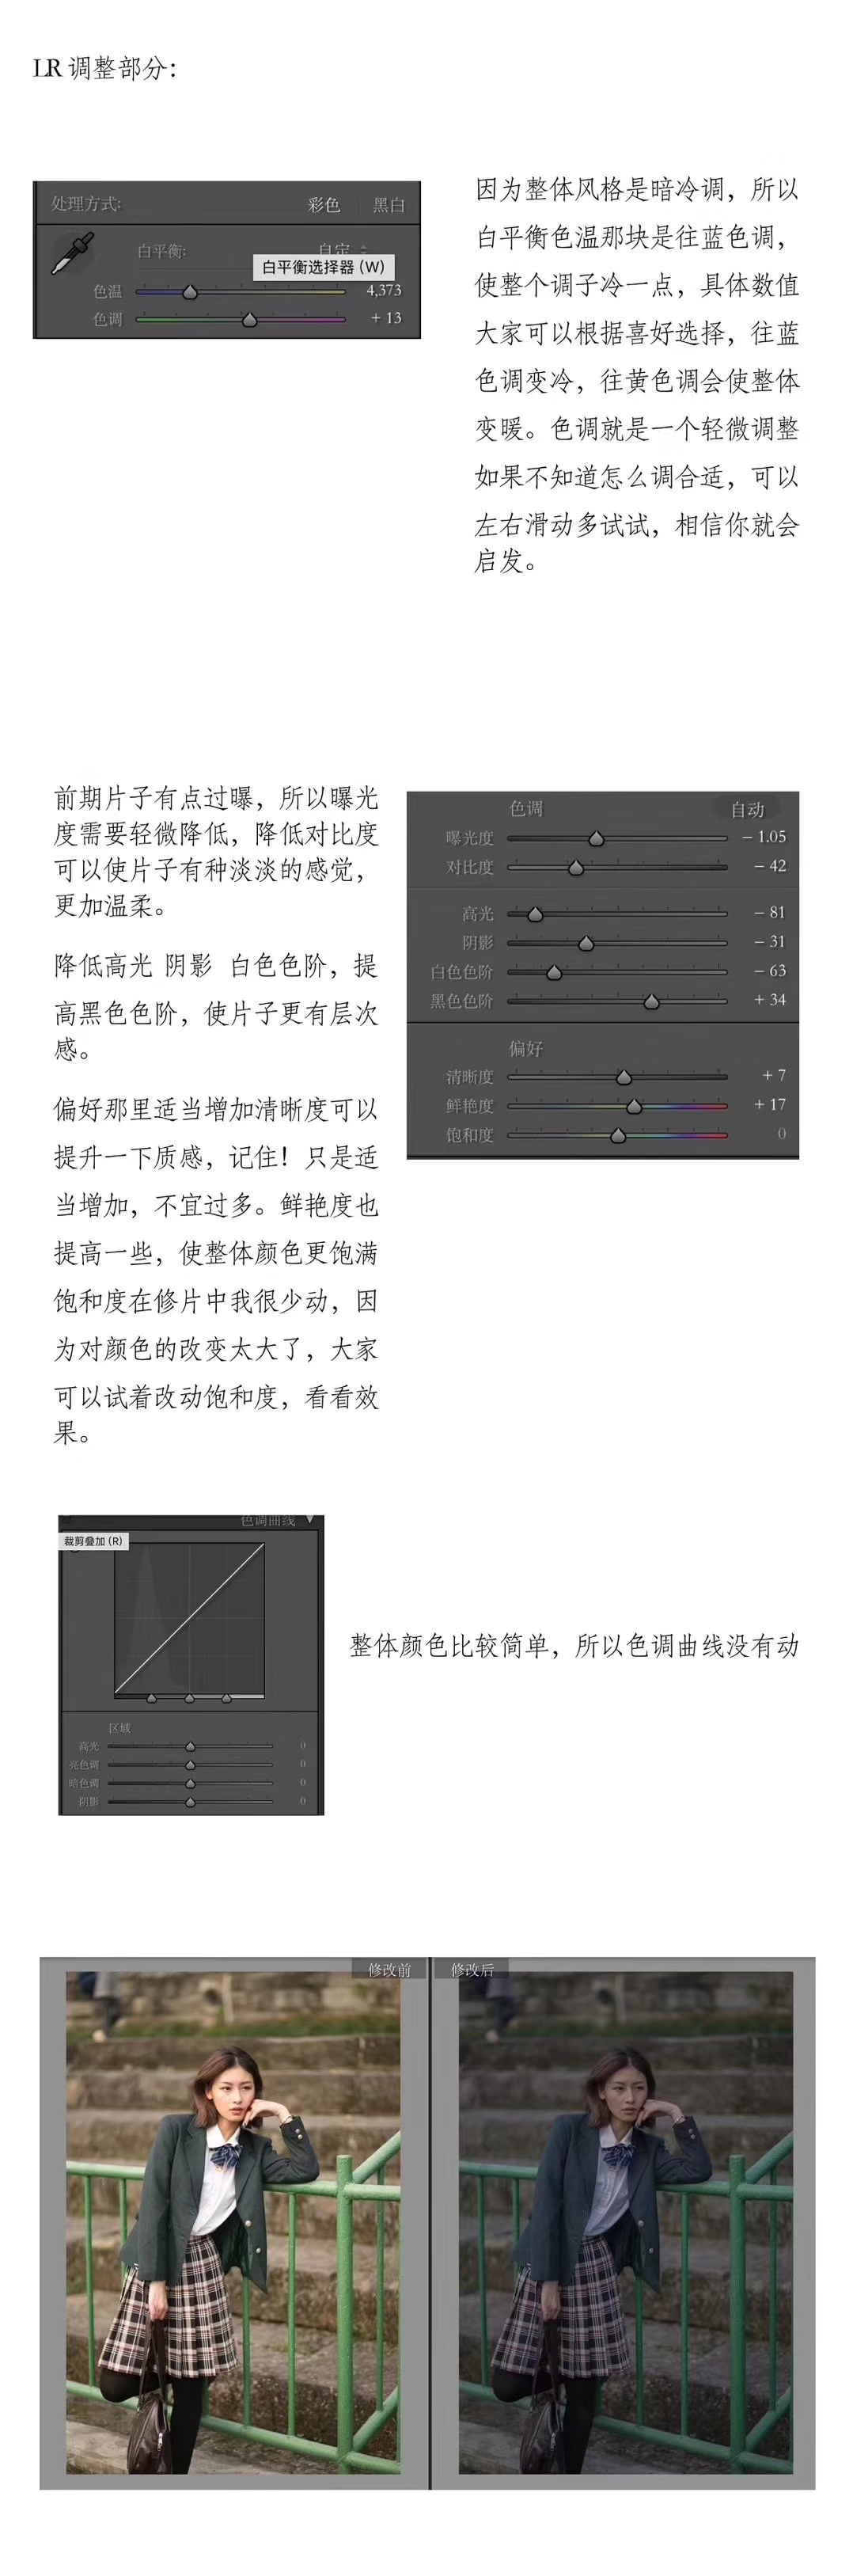 LR 调整部分：
处理方式： 彩色 黑白
白平衡： 自定
白平衡选择器 (W)
色温 4,373
色调 + 13
因为整体风格是暗冷调，所以
白平衡色温那块是往蓝色调，
使整个调子冷一点，具体数值
大家可以根据喜好选择，往蓝
色调变冷，往黄色调会使整体
变暖。色调就是一个轻微调整
如果不知道怎么调合适，可以
左右滑动多试试，相信你就会
启发。
前期片子有点过曝，所以曝光
度需要轻微降低，降低对比度
可以使片子有种淡淡的感觉，
更加温柔。
降低高光 阴影 白色色阶，提
高黑色色阶，使片子更有层次
感。
偏好那里适当增加清晰度可以
提升一下质感，记住！只是适
当增加，不宜过多。鲜艳度也
提高一些，使整体颜色更饱满
饱和度在修片中我很少动，因
为对颜色的改变太大了，大家
可以试着改动饱和度，看看效
果。
色调 自动
曝光度 − 1.05
对比度 − 42
高光 − 81
阴影 − 31
白色色阶 − 63
黑色色阶 + 34
偏好
清晰度 + 7
鲜艳度 + 17
饱和度 0
色调曲线
裁剪叠加 (R)
区域
高光 0
亮色调 0
暗色调 0
阴影 0
整体颜色比较简单，所以色调曲线没有动
修改前 修改后